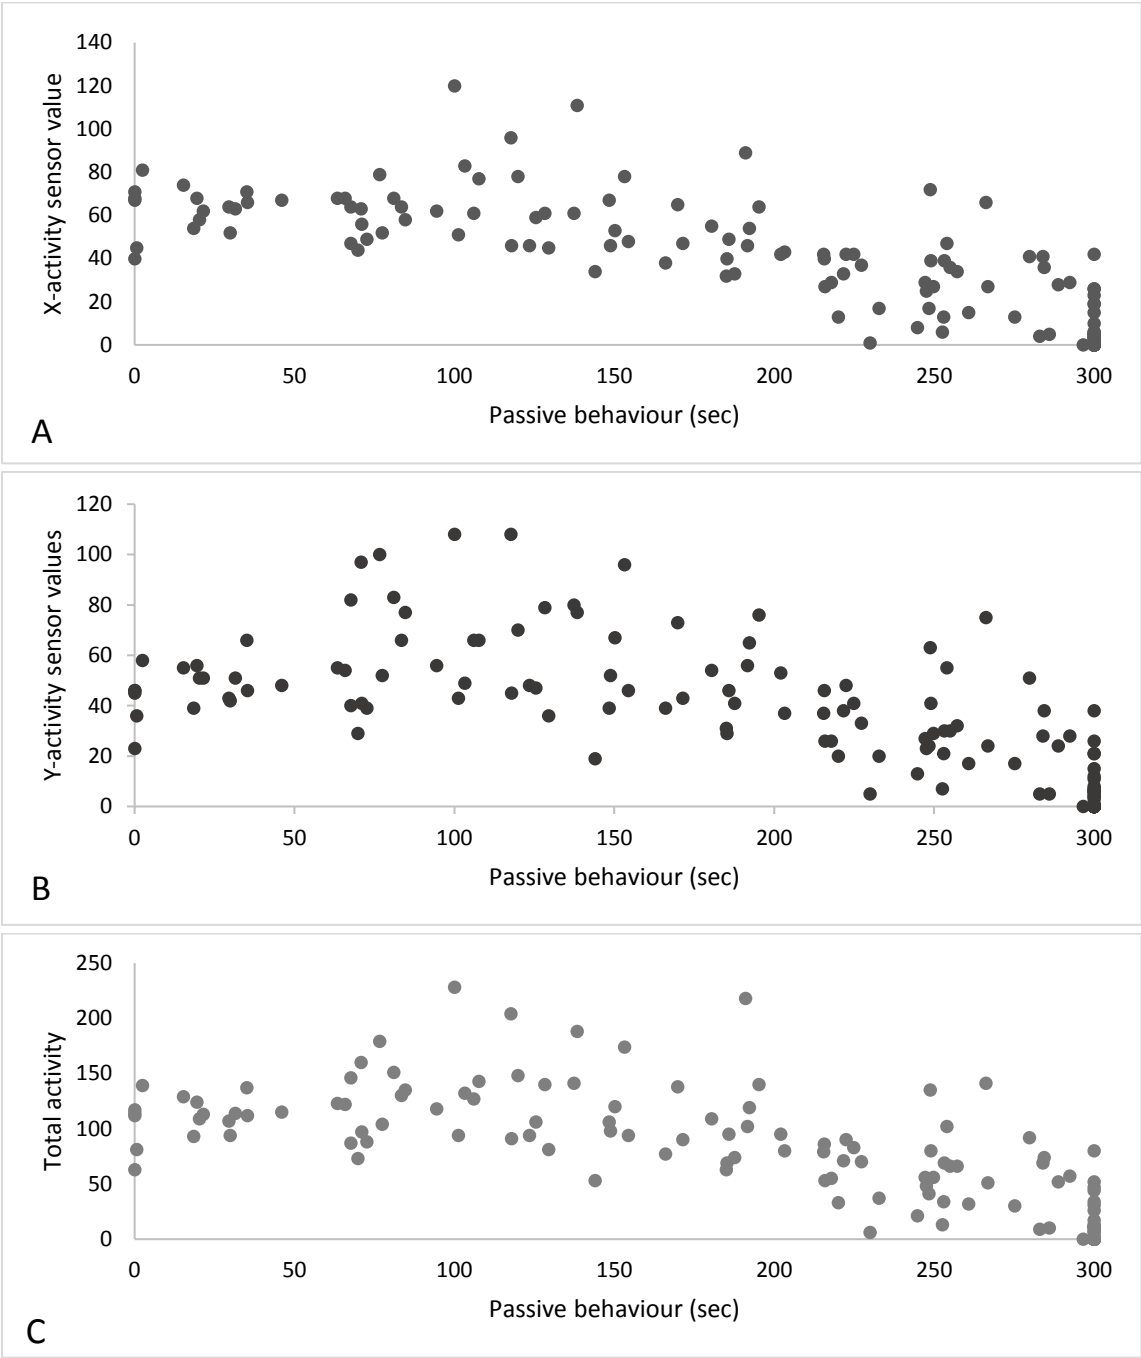 140
120
100
80
60
40
20
0
X-activity sensor value
0 50 100 150 200 250 300
Passive behaviour (sec)
A
120
100
80
60
40
20
0
Y-activity sensor values
0 50 100 150 200 250 300
Passive behaviour (sec)
B
250
200
150
100
50
0
Total activity
0 50 100 150 200 250 300
Passive behaviour (sec)
C